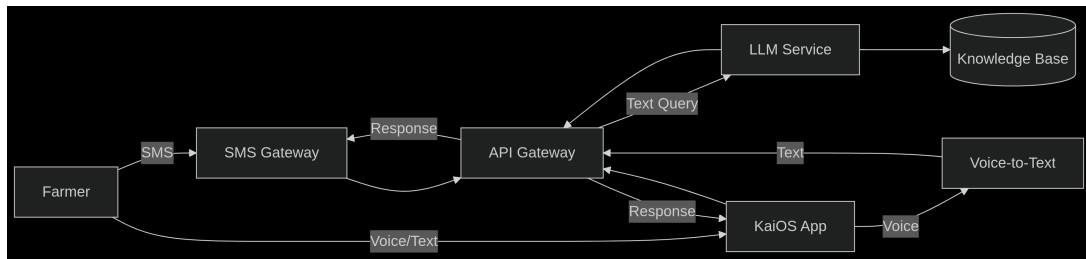 LLM Service
Knowledge Base
Text Query
Response
SMS
SMS Gateway
API Gateway
Text
Voice-to-Text
Farmer
Response
KaiOS App
Voice
Voice/Text